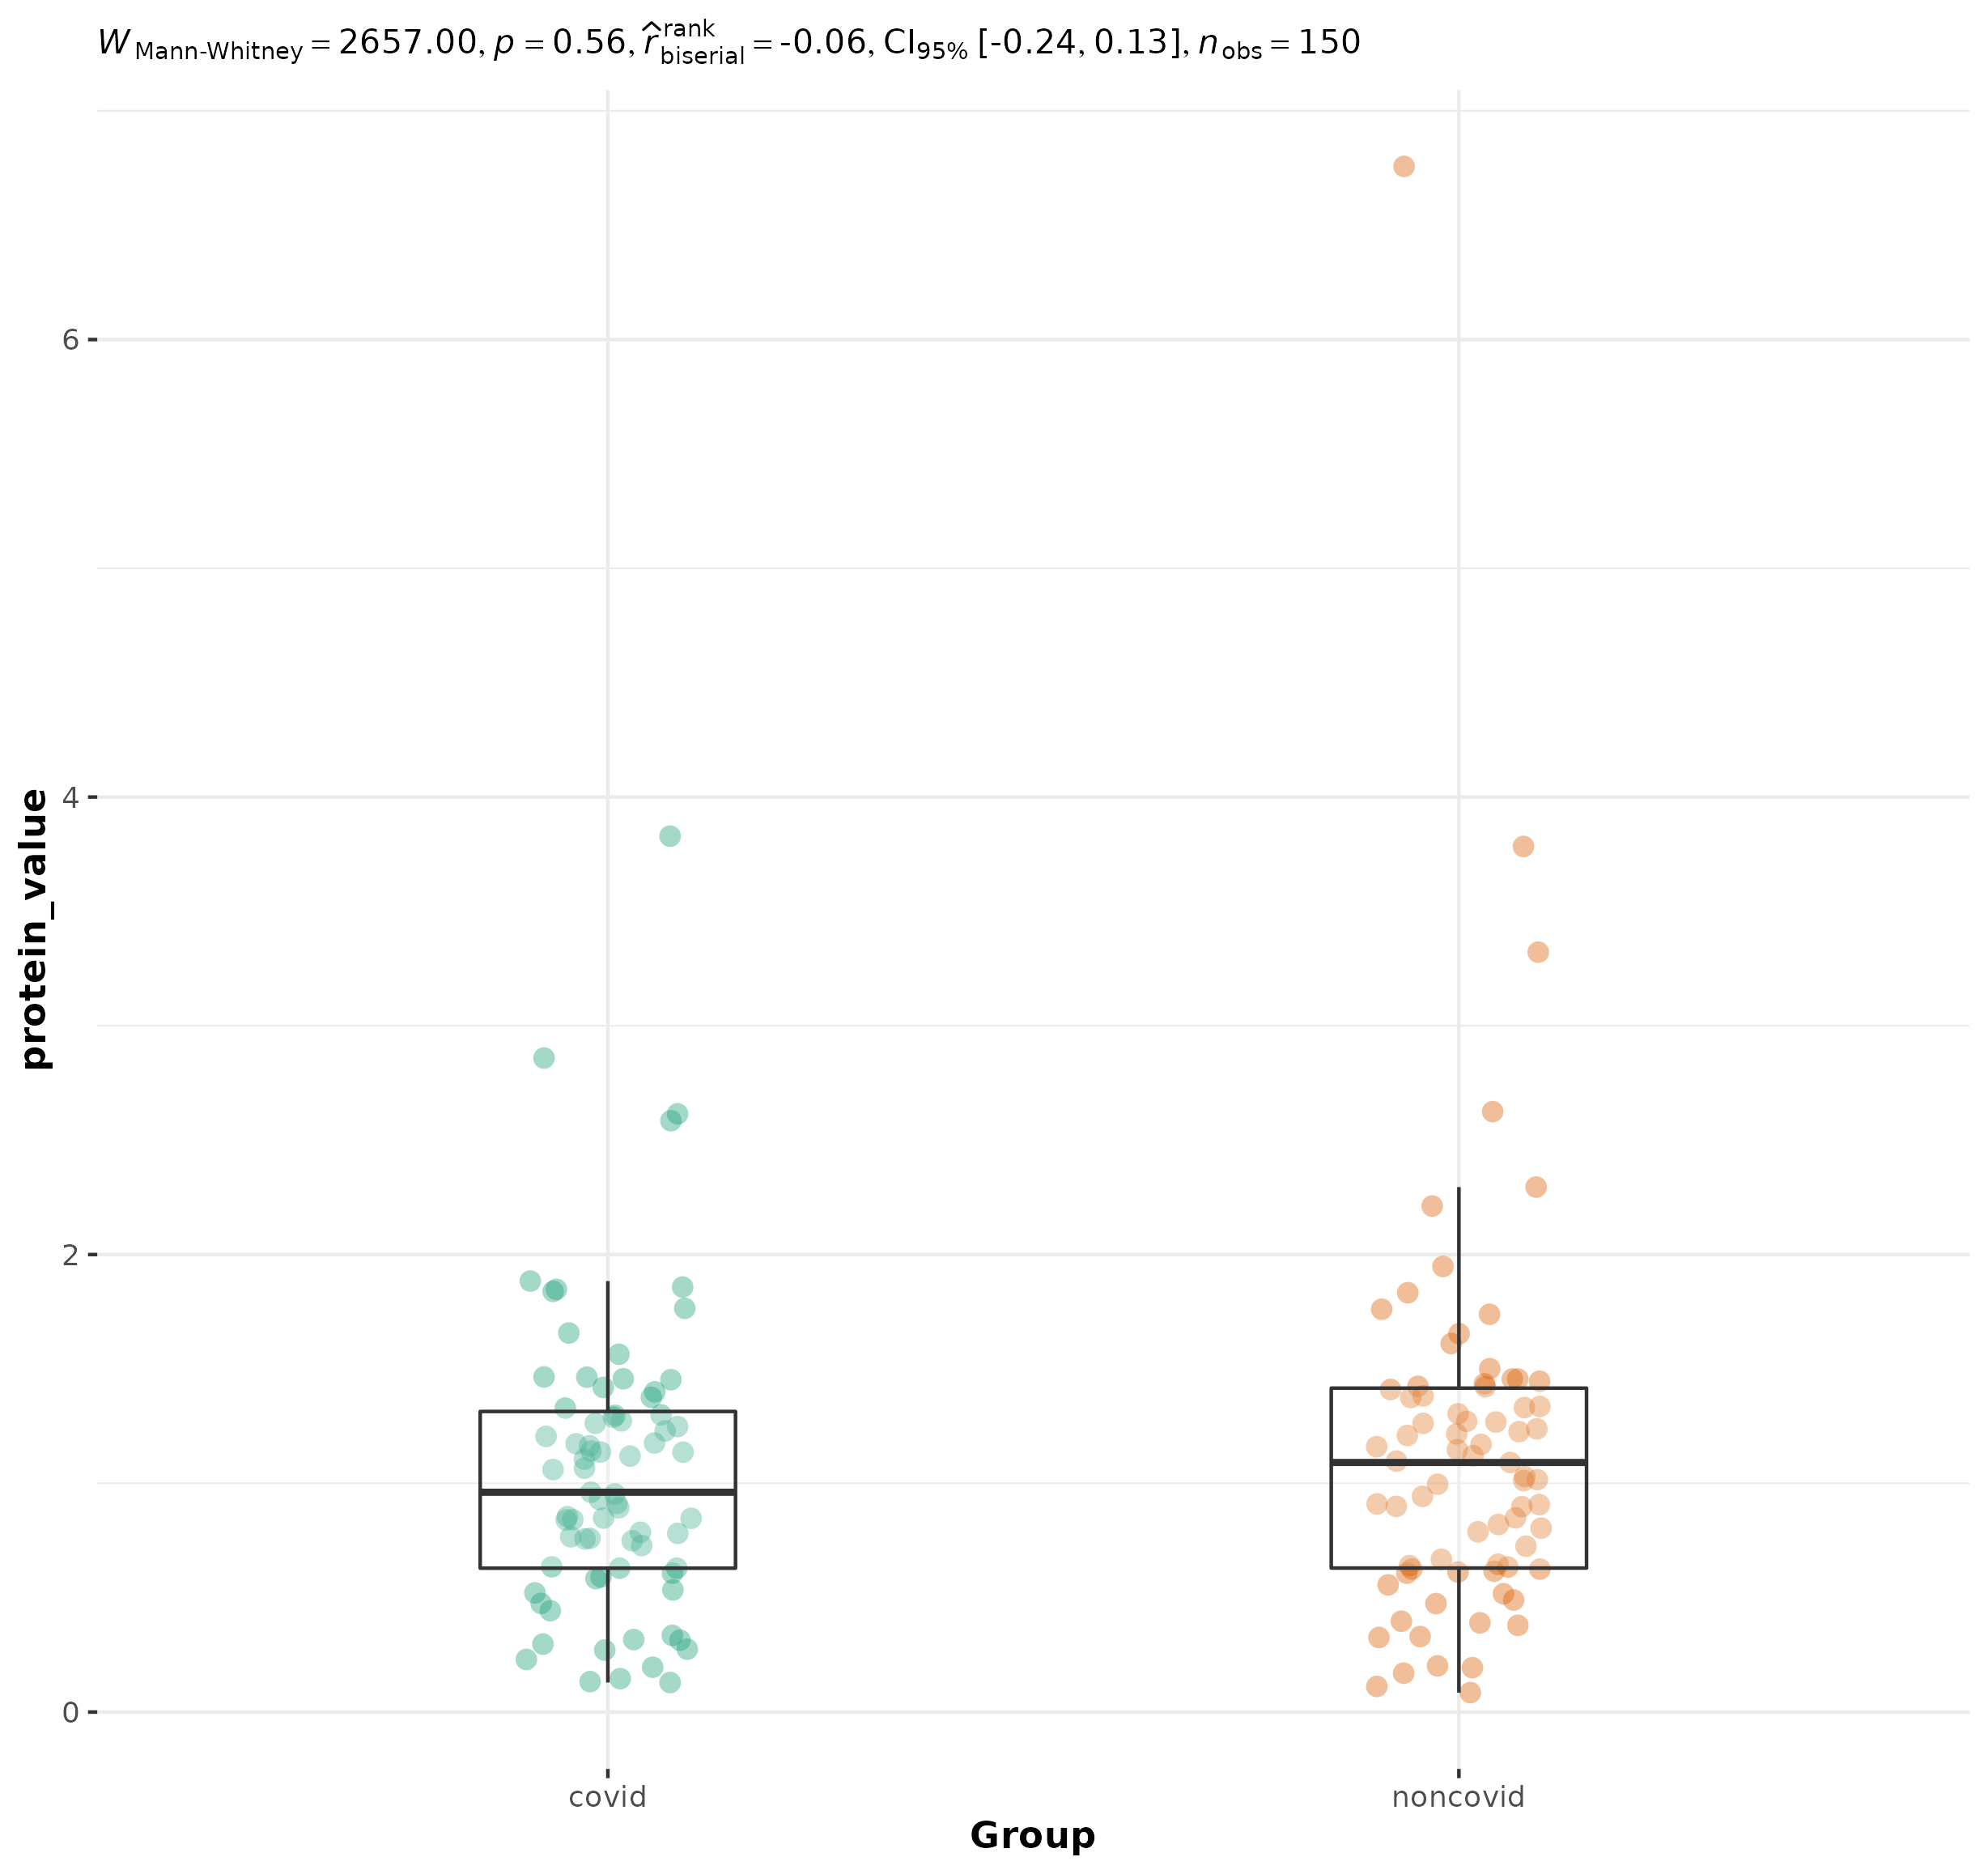 W Mann-Whitney = 2657.00, p = 0.56, r̂ rank biserial = -0.06, CI95% [-0.24, 0.13], nobs = 150
protein_value
6
4
2
0
covid noncovid
Group